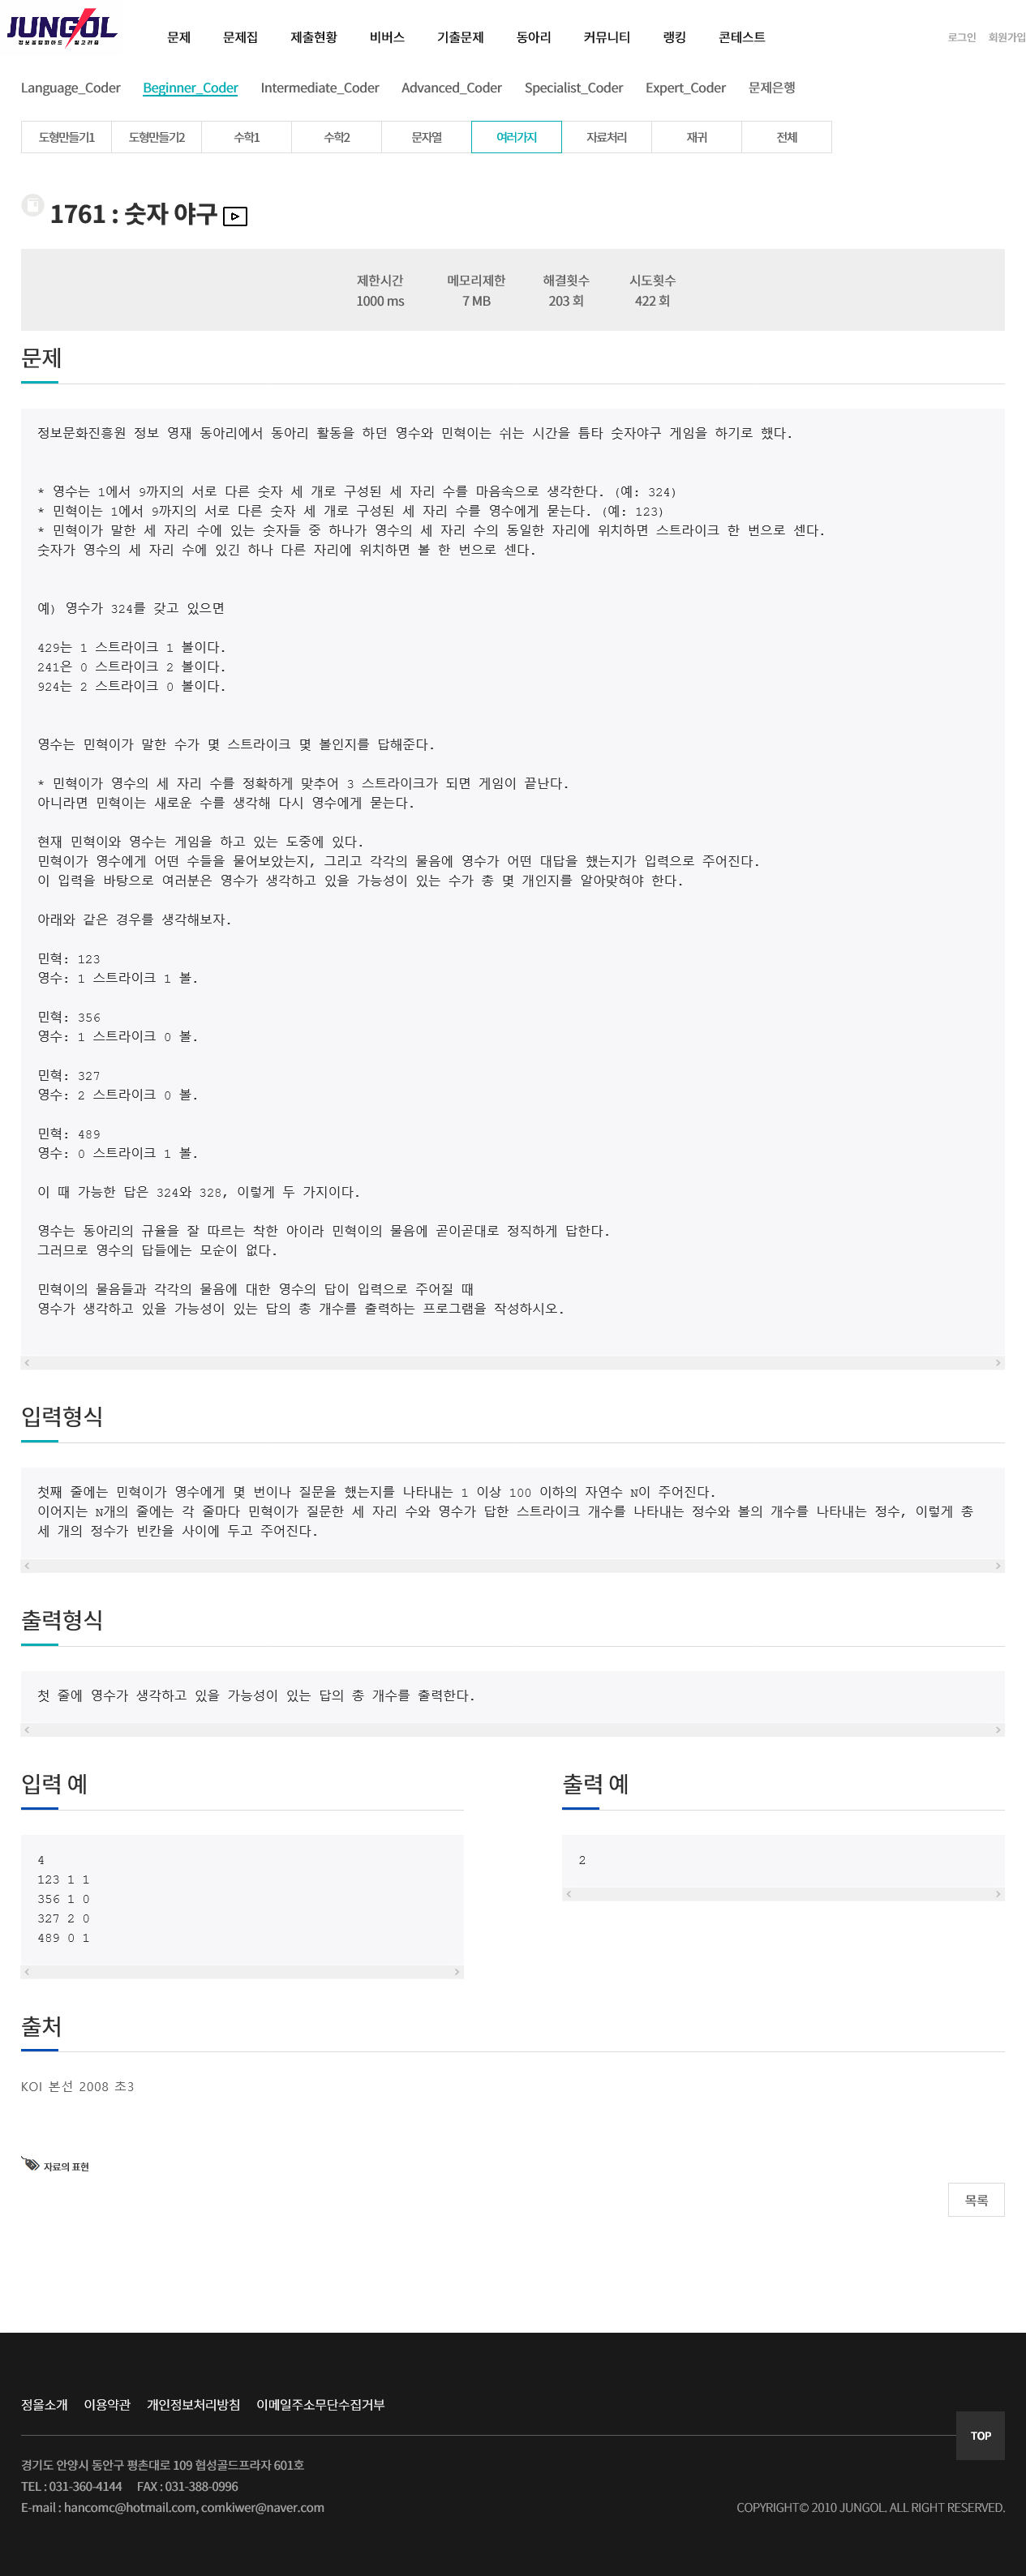 JUNGOL
정보올림피아드 & 알고리즘
문제 문제집 제출현황 비버스 기출문제 동아리 커뮤니티 랭킹 콘테스트 로그인 회원가입
Language_Coder Beginner_Coder Intermediate_Coder Advanced_Coder Specialist_Coder Expert_Coder 문제은행
도형만들기1 도형만들기2 수학1 수학2 문자열 여러가지 자료처리 재귀 전체
1761 : 숫자 야구
제한시간 메모리제한 해결횟수 시도횟수
1000 ms 7 MB 203 회 422 회
문제
정보문화진흥원 정보 영재 동아리에서 동아리 활동을 하던 영수와 민혁이는 쉬는 시간을 틈타 숫자야구 게임을 하기로 했다.
* 영수는 1에서 9까지의 서로 다른 숫자 세 개로 구성된 세 자리 수를 마음속으로 생각한다. (예: 324)
* 민혁이는 1에서 9까지의 서로 다른 숫자 세 개로 구성된 세 자리 수를 영수에게 묻는다. (예: 123)
* 민혁이가 말한 세 자리 수에 있는 숫자들 중 하나가 영수의 세 자리 수의 동일한 자리에 위치하면 스트라이크 한 번으로 센다.
숫자가 영수의 세 자리 수에 있긴 하나 다른 자리에 위치하면 볼 한 번으로 센다.
예) 영수가 324를 갖고 있으면
429는 1 스트라이크 1 볼이다.
241은 0 스트라이크 2 볼이다.
924는 2 스트라이크 0 볼이다.
영수는 민혁이가 말한 수가 몇 스트라이크 몇 볼인지를 답해준다.
* 민혁이가 영수의 세 자리 수를 정확하게 맞추어 3 스트라이크가 되면 게임이 끝난다.
아니라면 민혁이는 새로운 수를 생각해 다시 영수에게 묻는다.
현재 민혁이와 영수는 게임을 하고 있는 도중에 있다.
민혁이가 영수에게 어떤 수들을 물어보았는지, 그리고 각각의 물음에 영수가 어떤 대답을 했는지가 입력으로 주어진다.
이 입력을 바탕으로 여러분은 영수가 생각하고 있을 가능성이 있는 수가 총 몇 개인지를 알아맞혀야 한다.
아래와 같은 경우를 생각해보자.
민혁: 123
영수: 1 스트라이크 1 볼.
민혁: 356
영수: 1 스트라이크 0 볼.
민혁: 327
영수: 2 스트라이크 0 볼.
민혁: 489
영수: 0 스트라이크 1 볼.
이 때 가능한 답은 324와 328, 이렇게 두 가지이다.
영수는 동아리의 규율을 잘 따르는 착한 아이라 민혁이의 물음에 곧이곧대로 정직하게 답한다.
그러므로 영수의 답들에는 모순이 없다.
민혁이의 물음들과 각각의 물음에 대한 영수의 답이 입력으로 주어질 때
영수가 생각하고 있을 가능성이 있는 답의 총 개수를 출력하는 프로그램을 작성하시오.
입력형식
첫째 줄에는 민혁이가 영수에게 몇 번이나 질문을 했는지를 나타내는 1 이상 100 이하의 자연수 N이 주어진다.
이어지는 N개의 줄에는 각 줄마다 민혁이가 질문한 세 자리 수와 영수가 답한 스트라이크 개수를 나타내는 정수와 볼의 개수를 나타내는 정수, 이렇게 총
세 개의 정수가 빈칸을 사이에 두고 주어진다.
출력형식
첫 줄에 영수가 생각하고 있을 가능성이 있는 답의 총 개수를 출력한다.
입력 예 출력 예
4 2
123 1 1
356 1 0
327 2 0
489 0 1
출처
KOI 본선 2008 초3
자료의 표현
목록
정올소개 이용약관 개인정보처리방침 이메일주소무단수집거부
TOP
경기도 안양시 동안구 평촌대로 109 협성골드프라자 601호
TEL : 031-360-4144 FAX : 031-388-0996
E-mail : hancomc@hotmail.com, comkiwer@naver.com COPYRIGHT© 2010 JUNGOL. ALL RIGHT RESERVED.